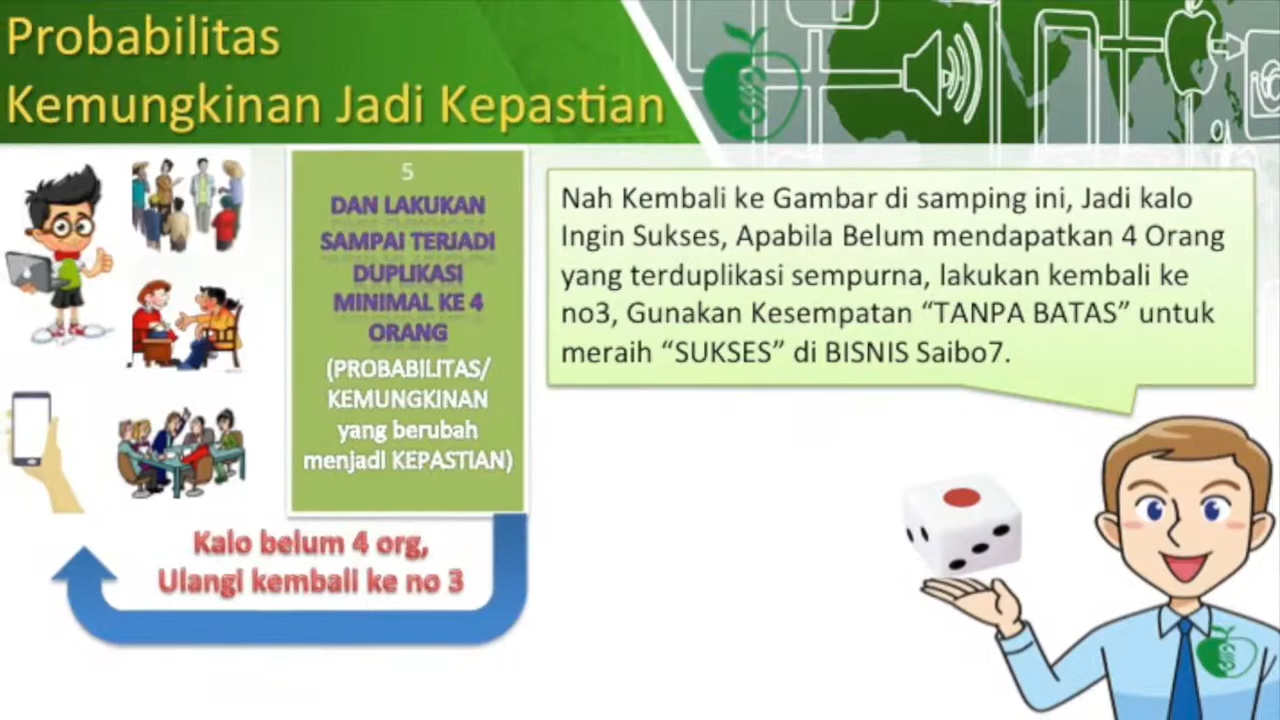 Probabilitas
Kemungkinan Jadi Kepastian
5
DAN LAKUKAN
SAMPAI TERJADI
DUPLIKASI
MINIMAL KE 4
ORANG
(PROBABILITAS/
KEMUNGKINAN
yang berubah
menjadi KEPASTIAN)
Kalo belum 4 org,
Ulangi kembali ke no 3
Nah Kembali ke Gambar di samping ini, Jadi kalo
Ingin Sukses, Apabila Belum mendapatkan 4 Orang
yang terduplikasi sempurna, lakukan kembali ke
no3, Gunakan Kesempatan “TANPA BATAS” untuk
meraih “SUKSES” di BISNIS Saibo7.